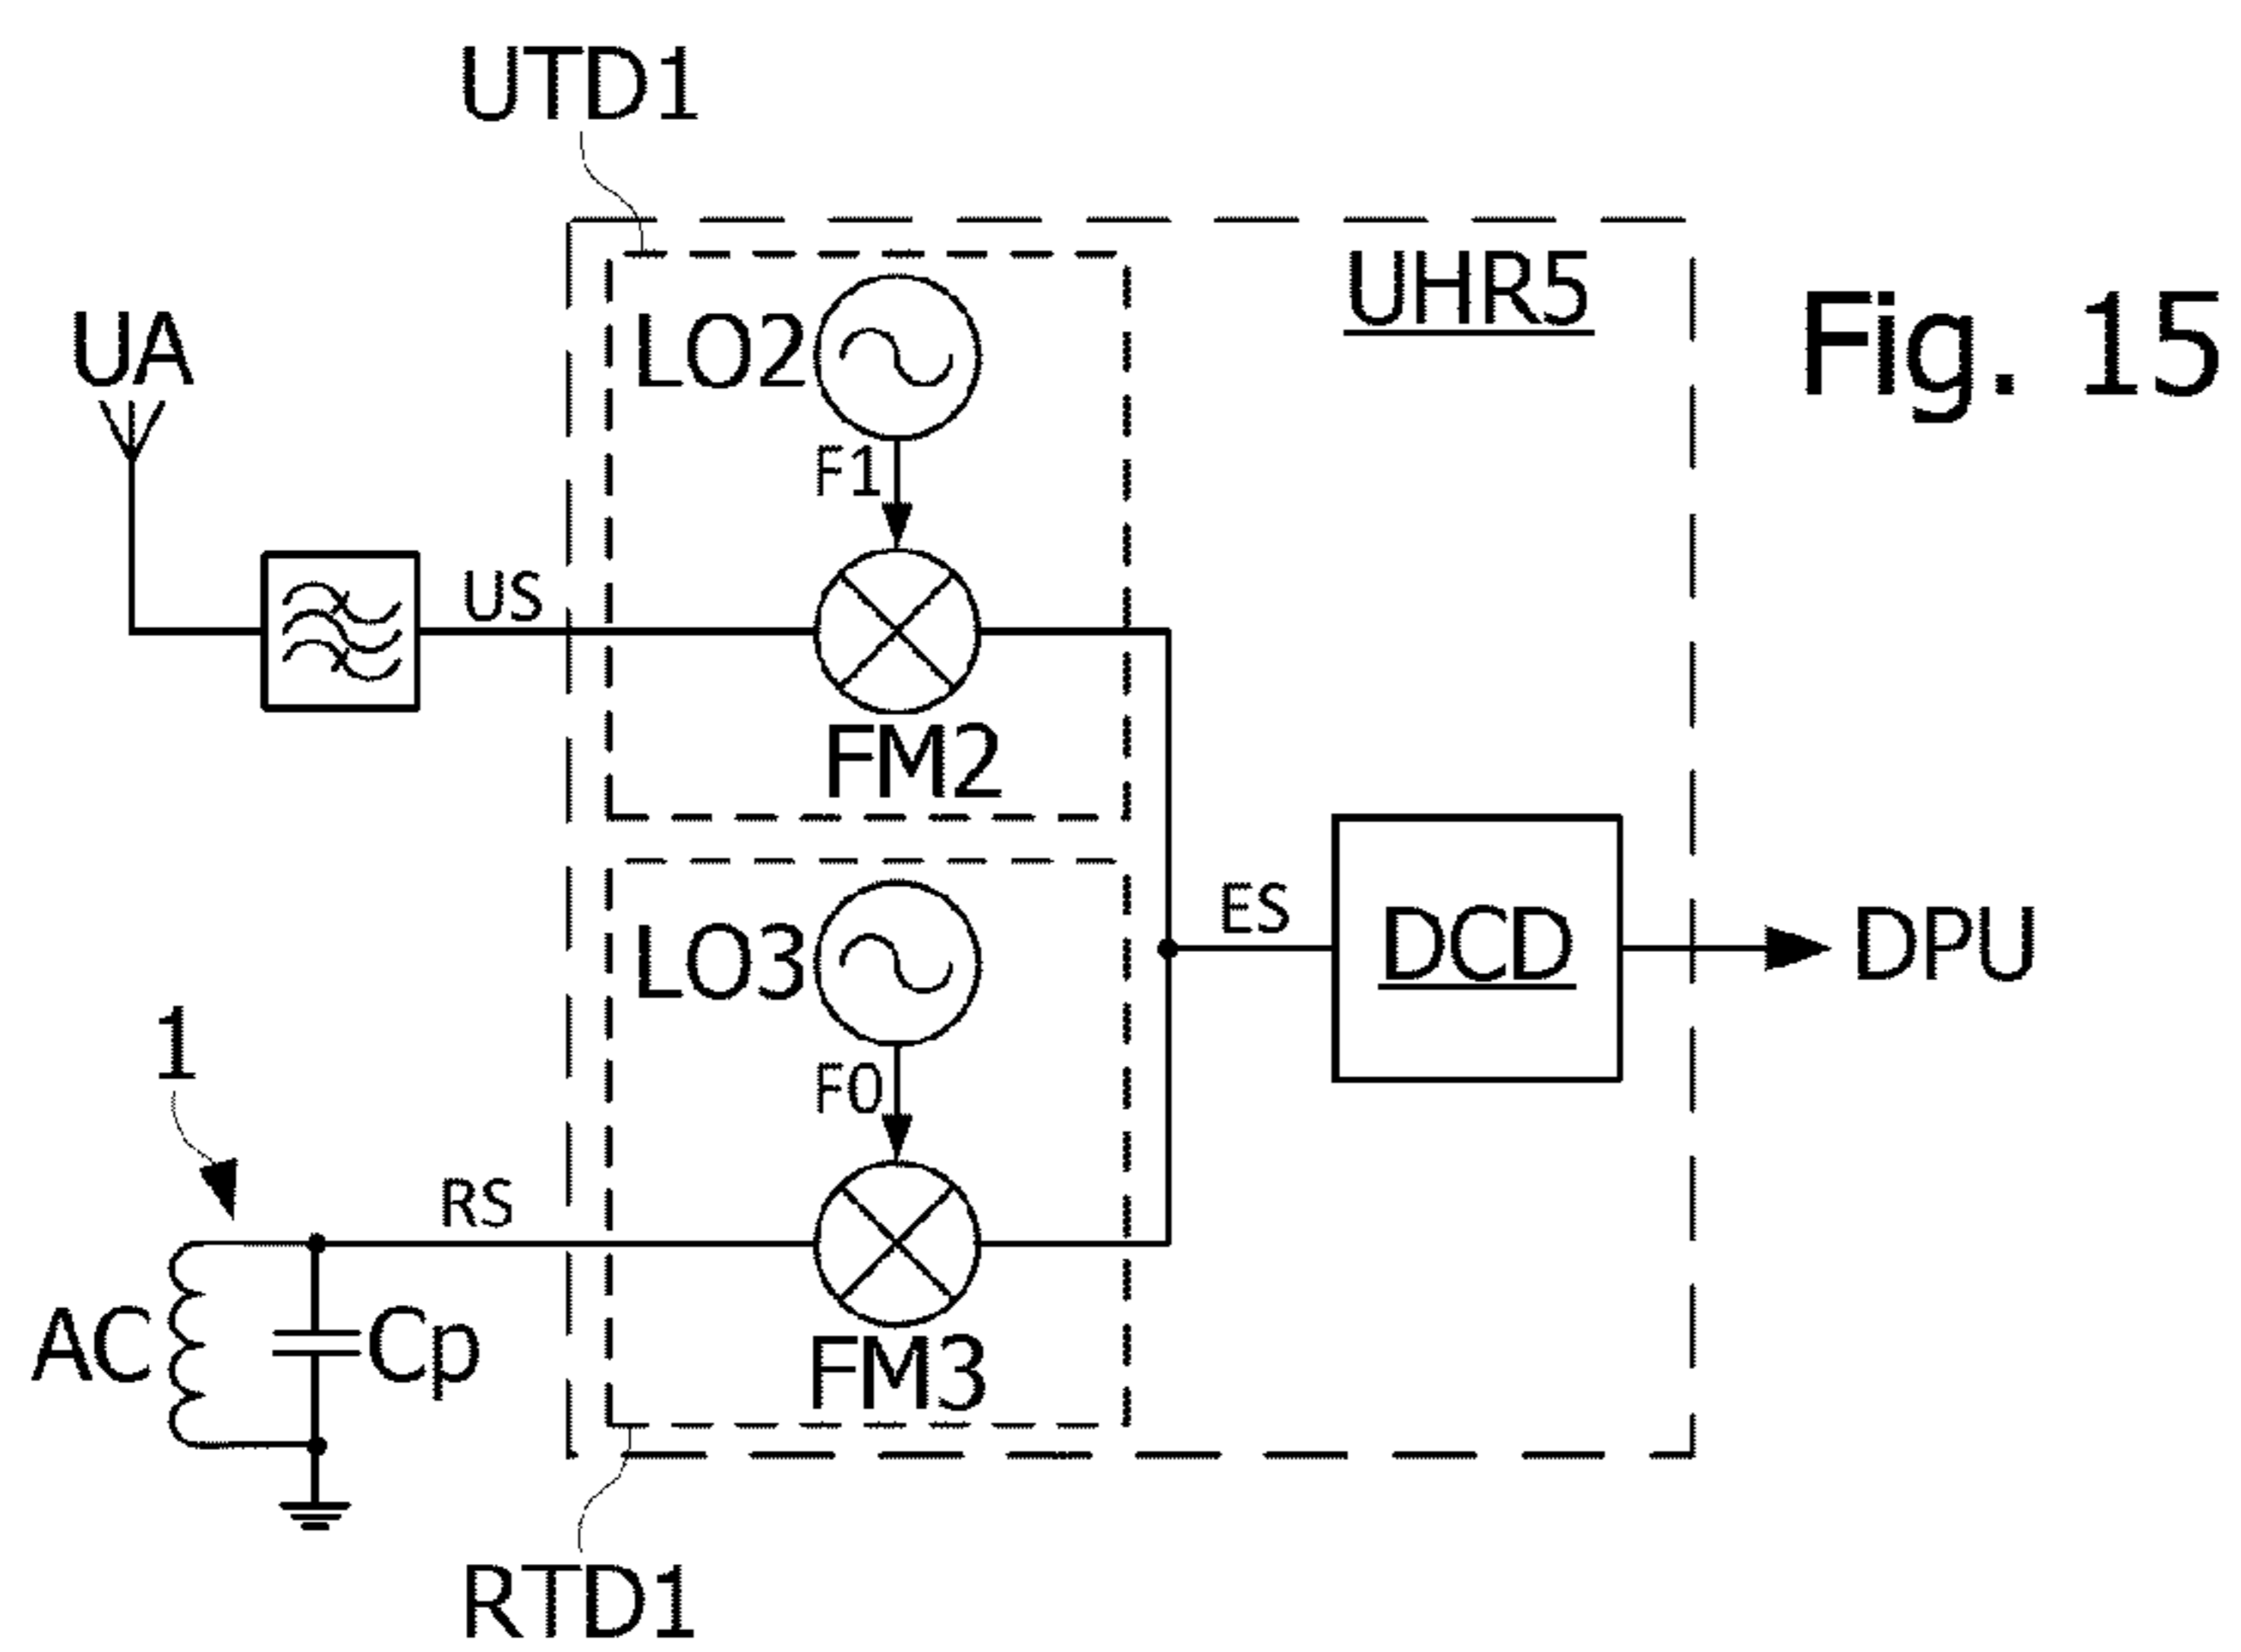 UTD1
UHR5
Fig. 15
UA
LO2
F1
US
FM2
LO3
ES
DCD
DPU
1
F0
RS
AC
Cp
FM3
RTD1